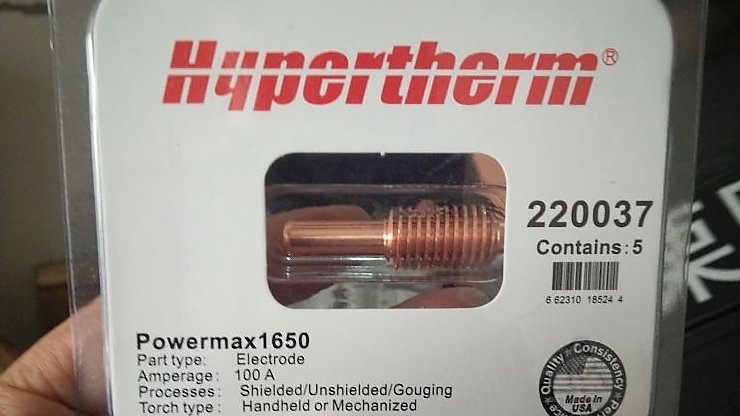 Hypertherm®
220037
Contains: 5
6 62310 18524 4
Powermax1650
Part type: Electrode
Amperage: 100 A
Processes: Shielded/Unshielded/Gouging
Torch type: Handheld or Mechanized
Quality ★ Consistency
Made In
USA